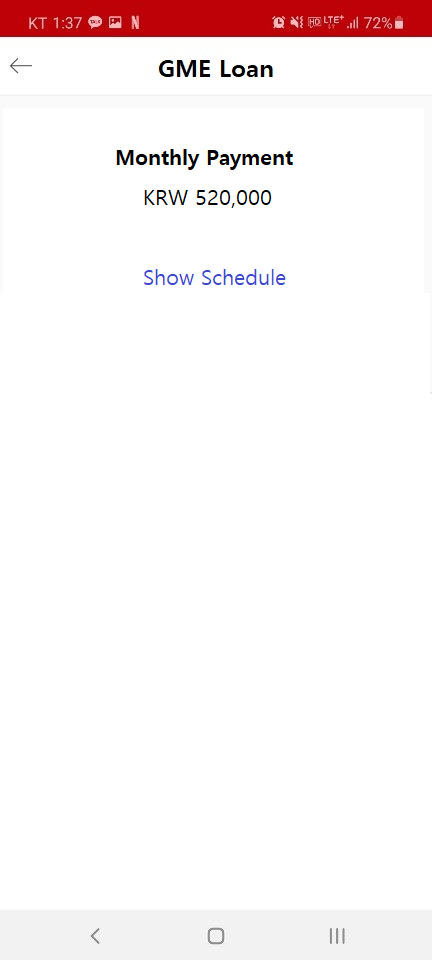 KT 1:37 72%
GME Loan
Monthly Payment
KRW 520,000
Show Schedule